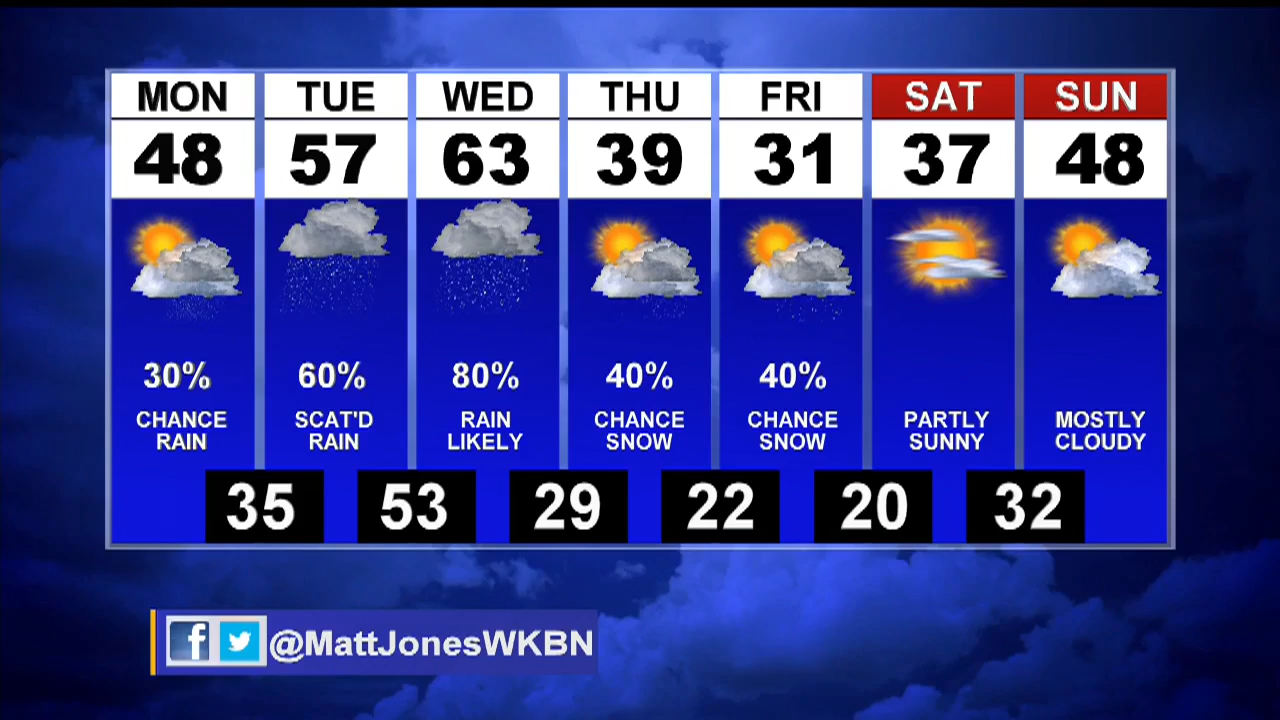 MON TUE WED THU FRI SAT SUN
48 57 63 39 31 37 48
30% 60% 80% 40% 40%
CHANCE SCAT'D RAIN CHANCE CHANCE PARTLY MOSTLY
RAIN RAIN LIKELY SNOW SNOW SUNNY CLOUDY
35 53 29 22 20 32
f @MattJonesWKBN